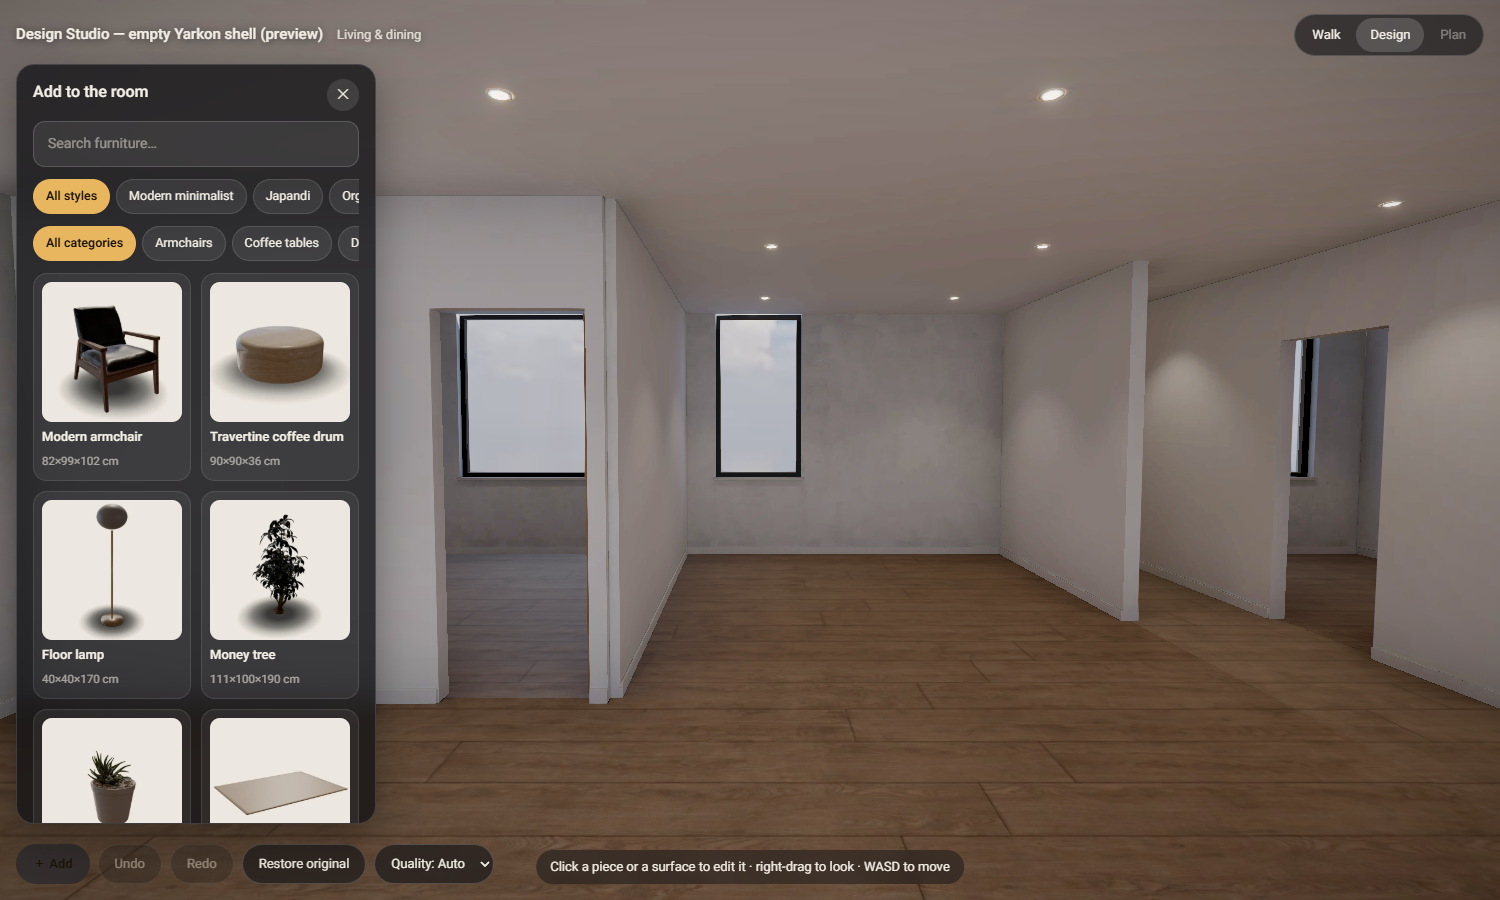 Design Studio — empty Yarkon shell (preview) Living & dining
Walk Design Plan
Add to the room
Search furniture...
All styles Modern minimalist Japandi Org
All categories Armchairs Coffee tables D
Modern armchair
82×99×102 cm
Travertine coffee drum
90×90×36 cm
Floor lamp
40×40×170 cm
Money tree
111×100×190 cm
+ Add Undo Redo Restore original Quality: Auto
Click a piece or a surface to edit it · right-drag to look · WASD to move